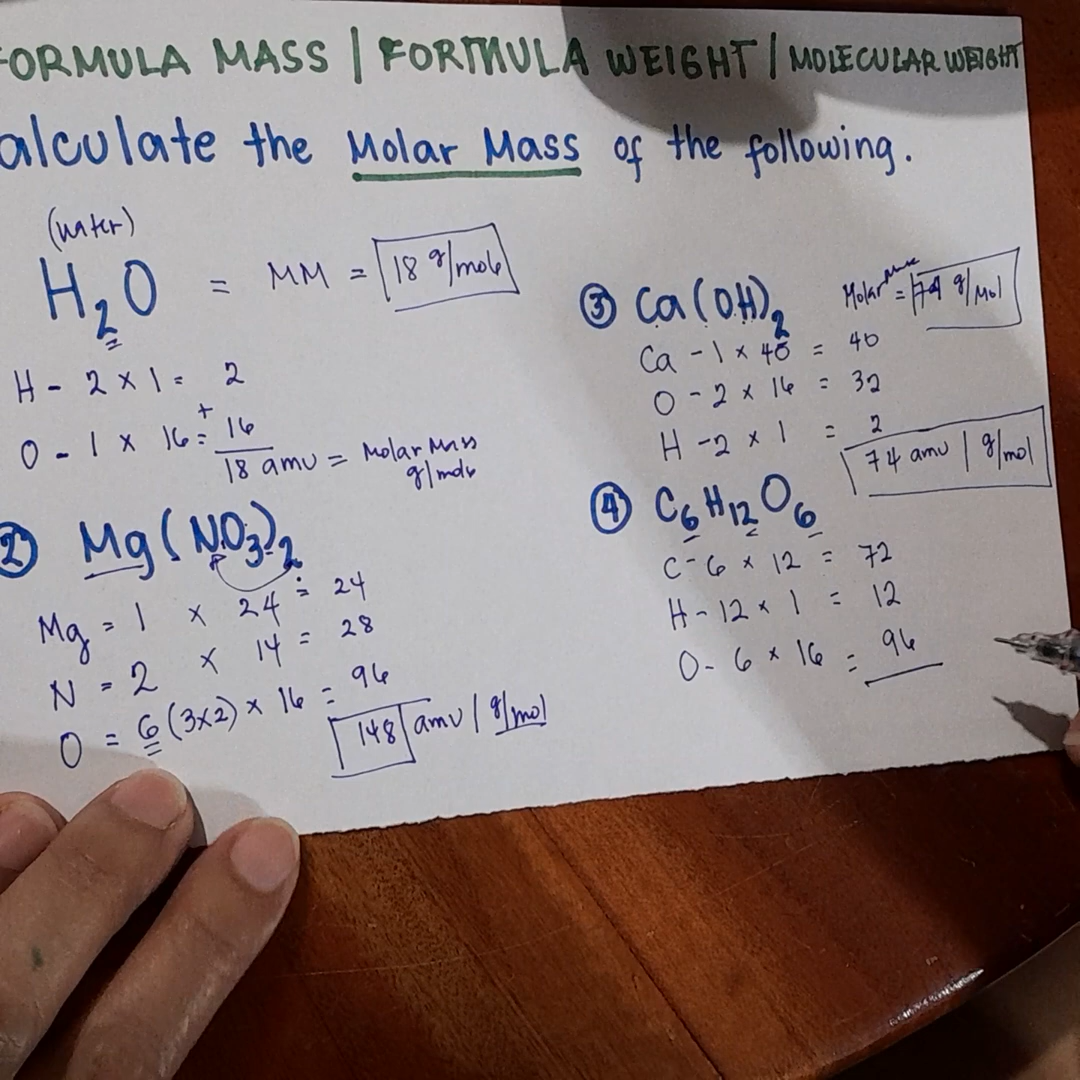 FORMULA MASS | FORMULA WEIGHT | MOLECULAR WEIGHT
alculate the Molar Mass of the following.
(water)
H₂O = MM = 18 g/mole
H - 2 × 1 = 2
O - 1 × 16 = + 16
18 amu = Molar Mass
g/mole
2) Mg(NO₃)₂
Mg = 1 × 24 = 24
N = 2 × 14 = 28
O = 6 (3×2) × 16 = 96
148 amu | g/mol
③ Ca(OH)₂ Molar Mass = 74 g/Mol
Ca - 1 × 40 = 40
O - 2 × 16 = 32
H - 2 × 1 = 2
74 amu | g/mol
④ C₆H₁₂O₆
C - 6 × 12 = 72
H - 12 × 1 = 12
O - 6 × 16 = 96